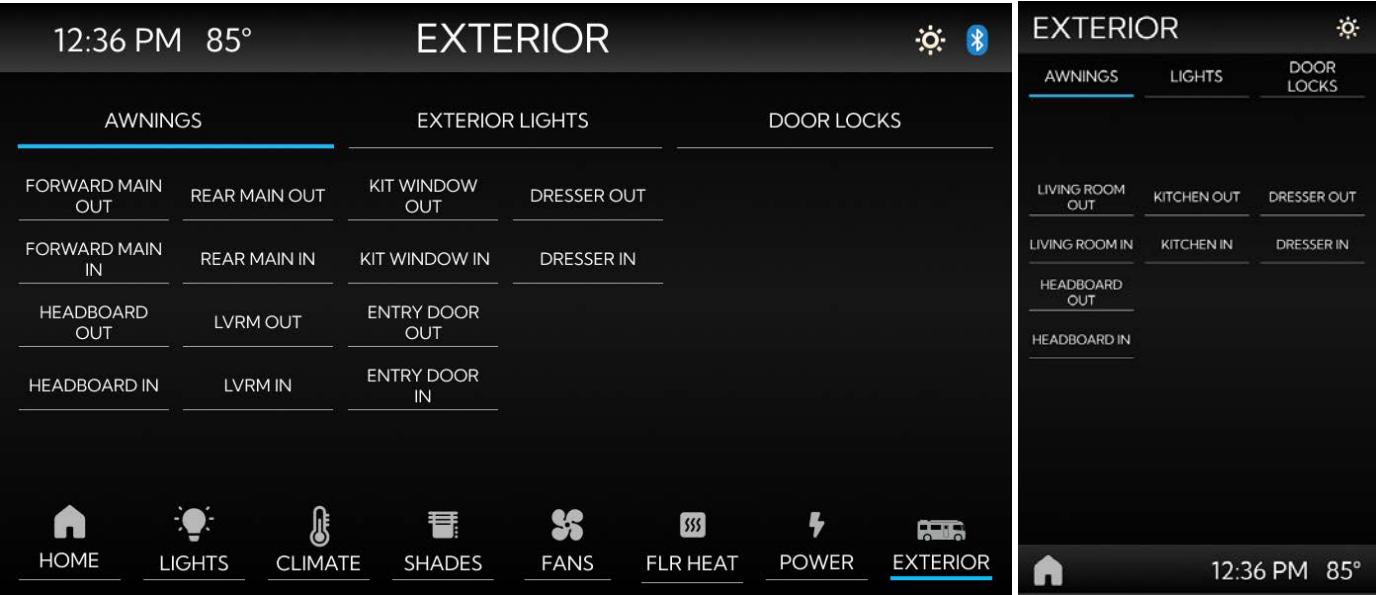 12:36 PM 85° EXTERIOR
AWNINGS EXTERIOR LIGHTS DOOR LOCKS
FORWARD MAIN
OUT
REAR MAIN OUT
KIT WINDOW
OUT
DRESSER OUT
FORWARD MAIN
IN
REAR MAIN IN
KIT WINDOW IN
DRESSER IN
HEADBOARD
OUT
LVRM OUT
ENTRY DOOR
OUT
HEADBOARD IN
LVRM IN
ENTRY DOOR
IN
HOME LIGHTS CLIMATE SHADES FANS FLR HEAT POWER EXTERIOR
EXTERIOR
AWNINGS
LIGHTS
DOOR
LOCKS
LIVING ROOM
OUT
KITCHEN OUT
DRESSER OUT
LIVING ROOM IN
KITCHEN IN
DRESSER IN
HEADBOARD
OUT
HEADBOARD IN
12:36 PM 85°